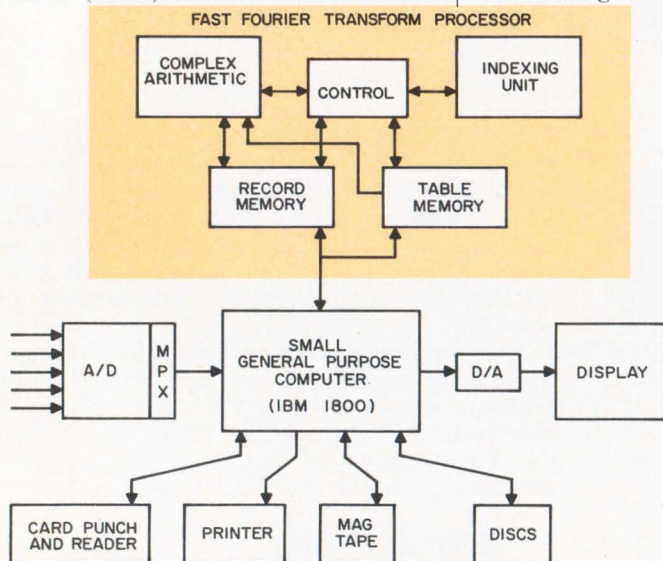 FAST FOURIER TRANSFORM PROCESSOR
COMPLEX
ARITHMETIC
CONTROL
INDEXING
UNIT
RECORD
MEMORY
TABLE
MEMORY
A/D
M
P
X
SMALL
GENERAL PURPOSE
COMPUTER
(IBM 1800)
D/A
DISPLAY
CARD PUNCH
AND READER
PRINTER
MAG
TAPE
DISCS